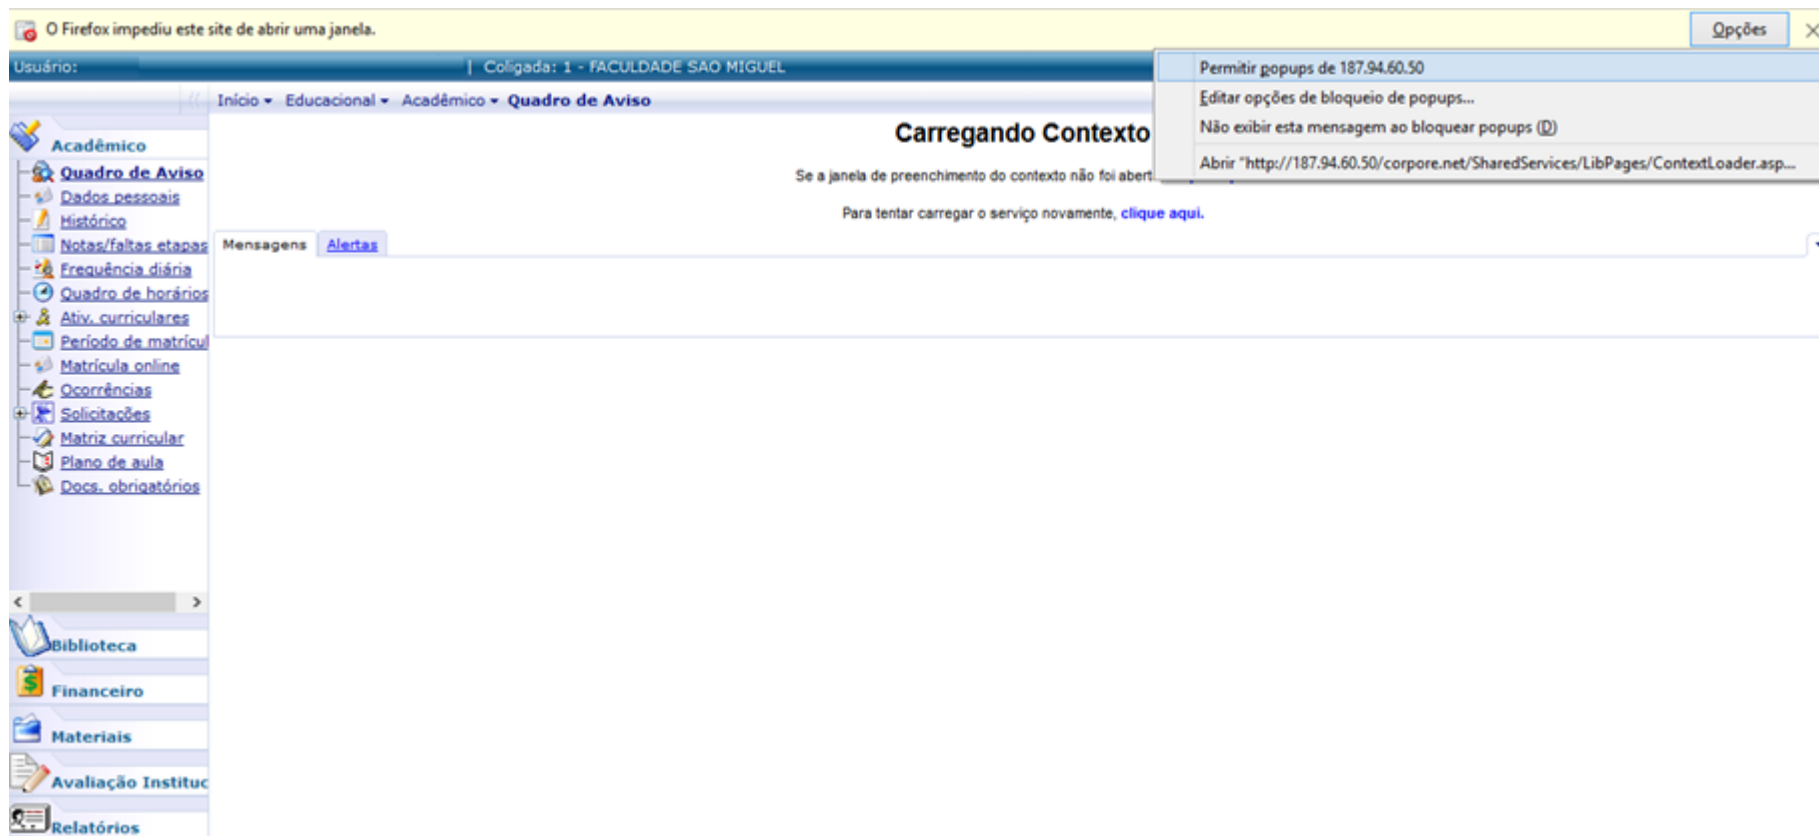 O Firefox impediu este site de abrir uma janela.
Opções
Usuário:
| Coligada: 1 - FACULDADE SAO MIGUEL
Permitir popups de 187.94.60.50
Editar opções de bloqueio de popups...
Não exibir esta mensagem ao bloquear popups (D)
Abrir "http://187.94.60.50/corpore.net/SharedServices/LibPages/ContextLoader.asp...
Início Educacional Acadêmico Quadro de Aviso
Carregando Contexto
Se a janela de preenchimento do contexto não foi abert
Para tentar carregar o serviço novamente, clique aqui.
Mensagens Alertas
Acadêmico
Quadro de Aviso
Dados pessoais
Histórico
Notas/faltas etapas
Frequência diária
Quadro de horários
Ativ. curriculares
Período de matrícul
Matrícula online
Ocorrências
Solicitações
Matriz curricular
Plano de aula
Docs. obrigatórios
Biblioteca
Financeiro
Materiais
Avaliação Instituc
Relatórios